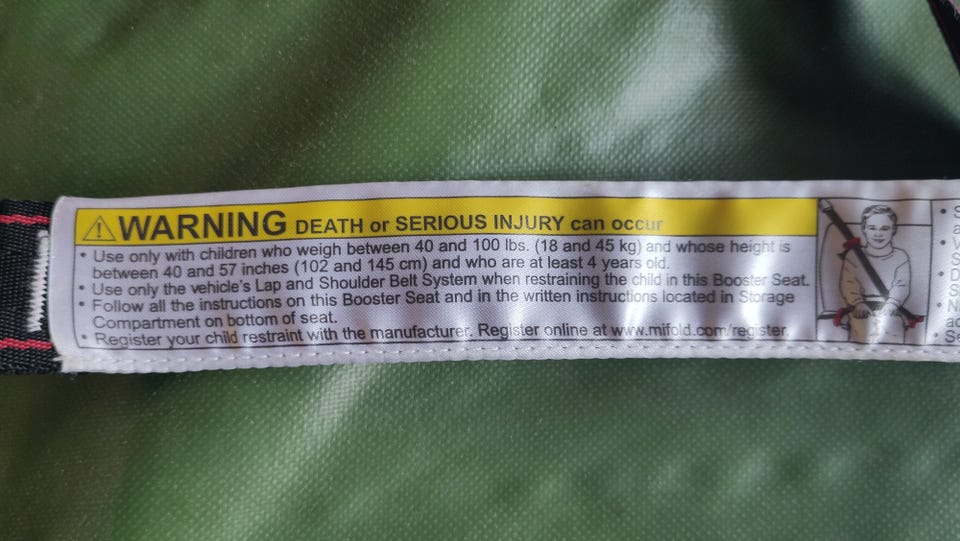 WARNING DEATH or SERIOUS INJURY can occur
• Use only with children who weigh between 40 and 100 lbs. (18 and 45 kg) and whose height is
between 40 and 57 inches (102 and 145 cm) and who are at least 4 years old.
• Use only the vehicle's Lap and Shoulder Belt System when restraining the child in this Booster Seat.
• Follow all the instructions on this Booster Seat and in the written instructions located in Storage
Compartment on bottom of seat.
• Register your child restraint with the manufacturer. Register online at www.mifold.com/register.